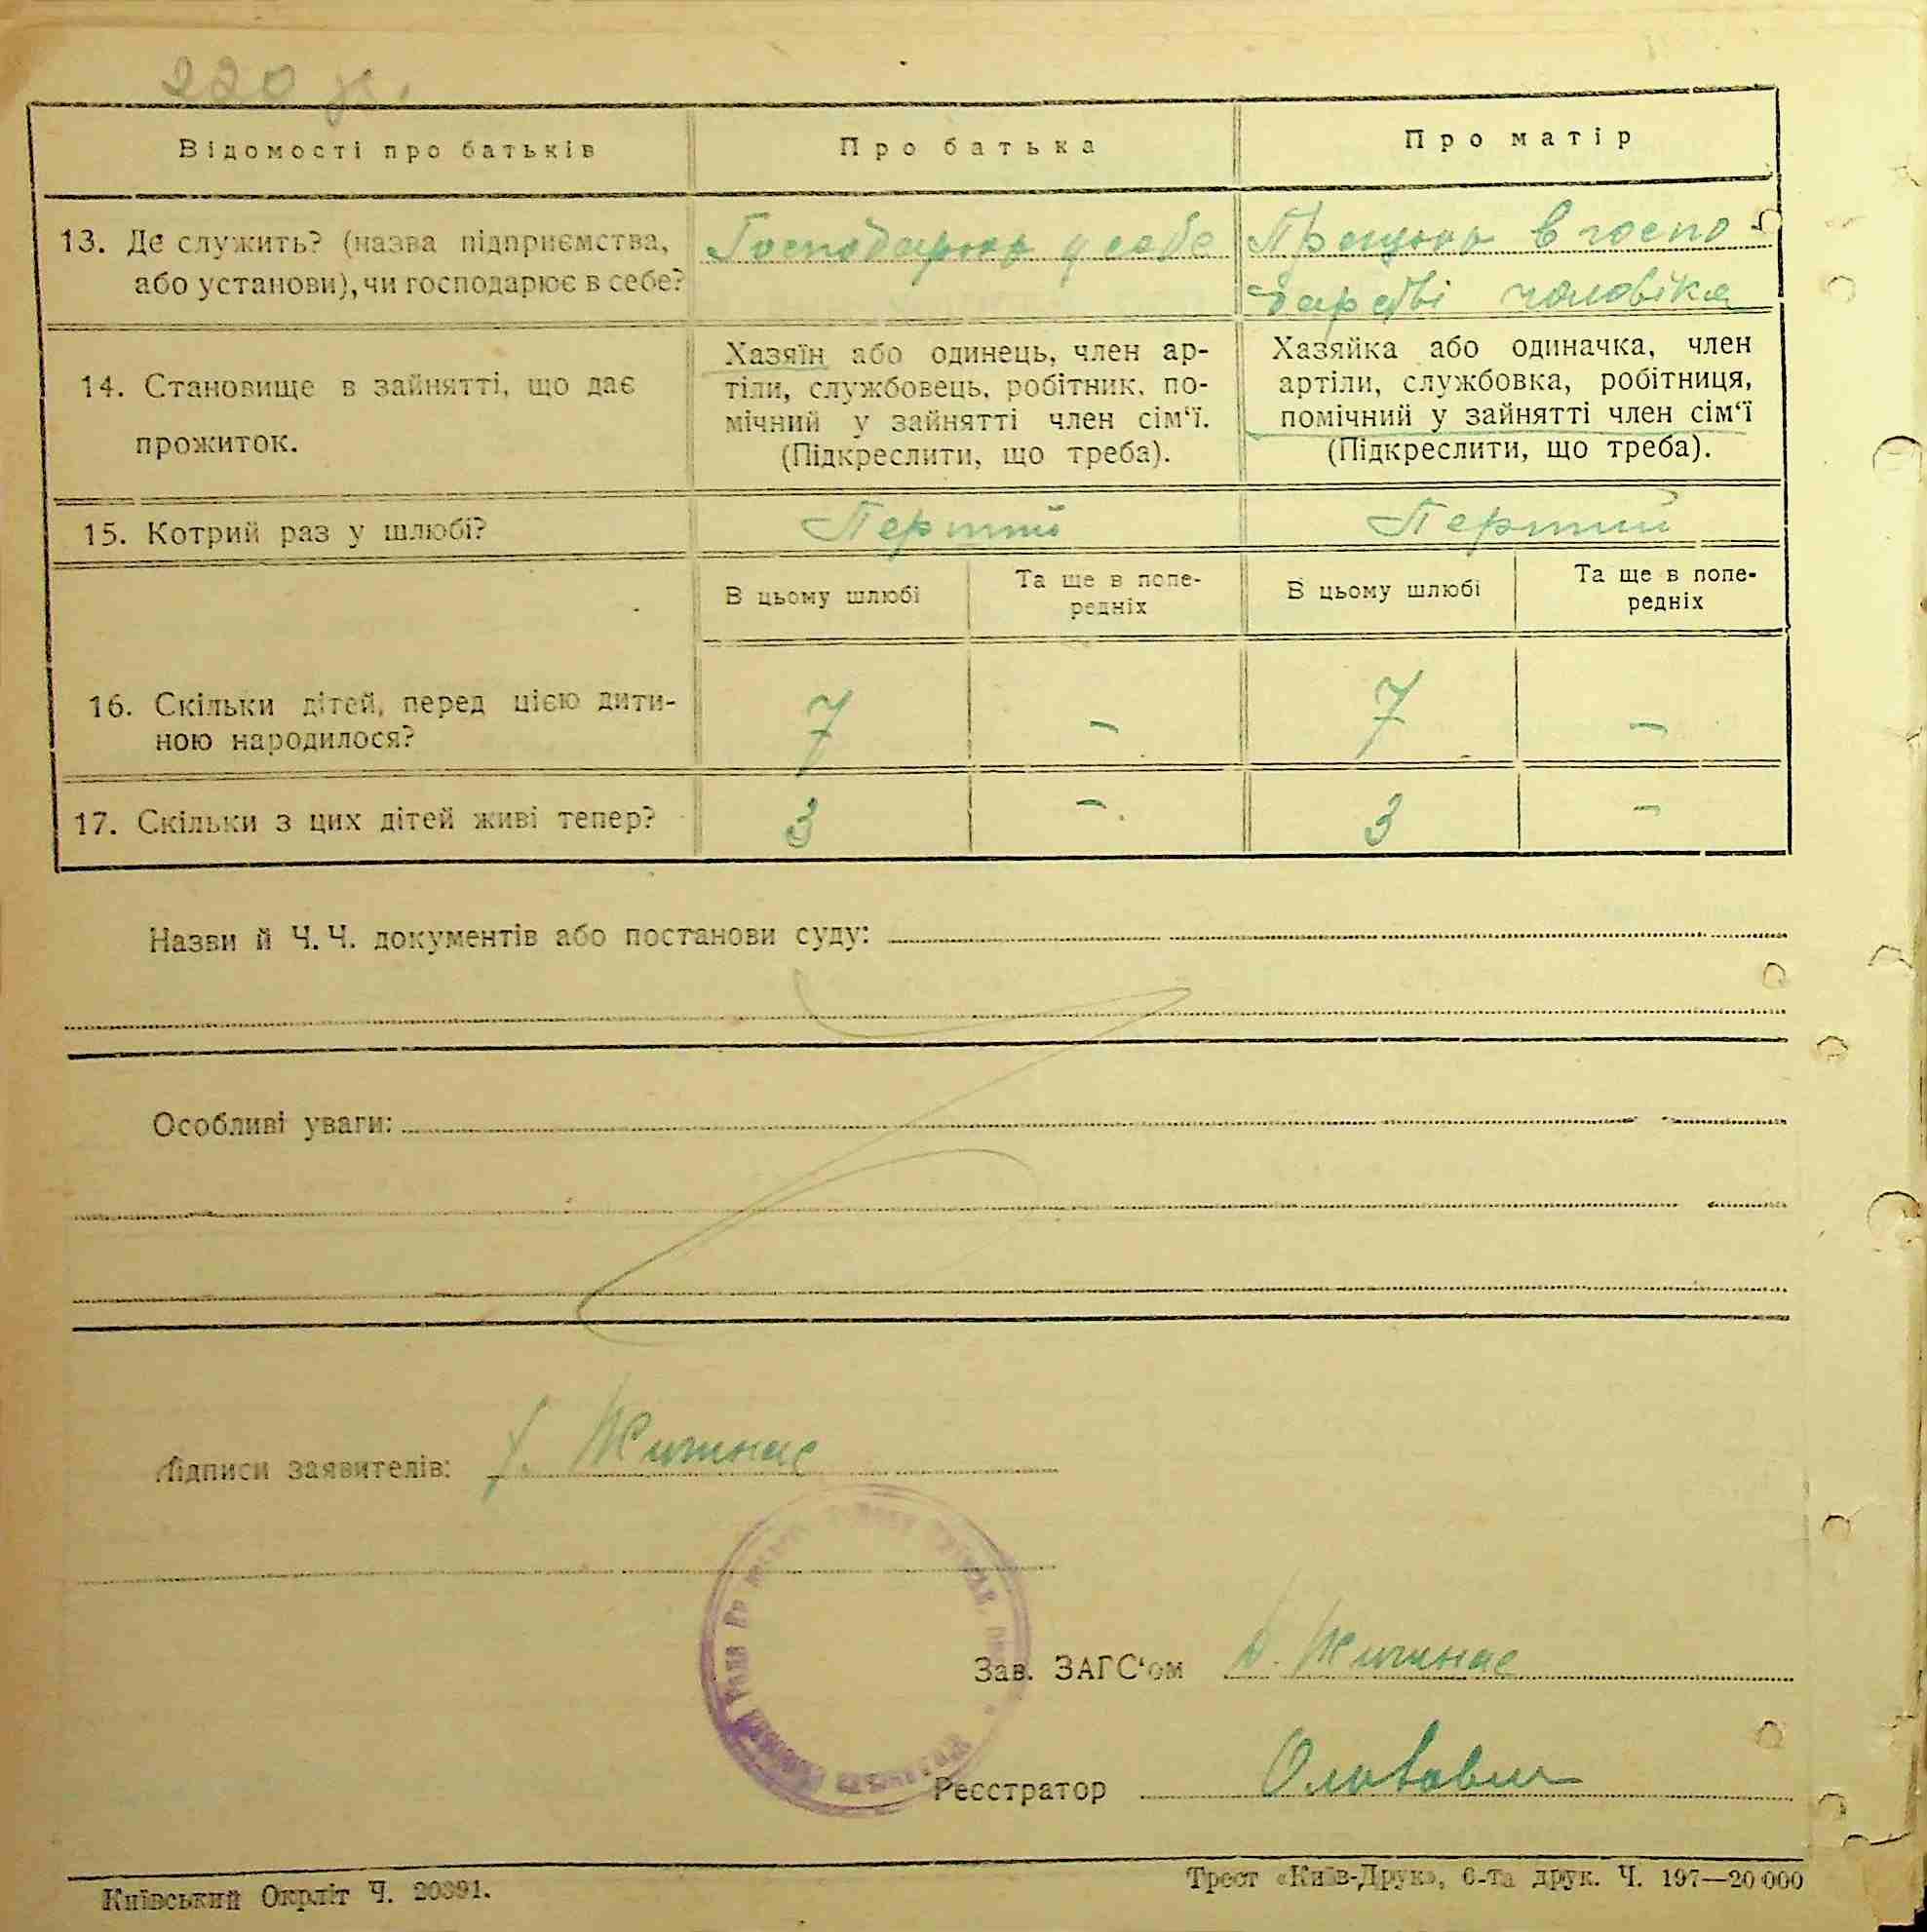 220 зв.
Відомості про батьків
Про батька
Про матір
13. Де служить? (назва підприємства,
або установи), чи господарює в себе?
Господарює у себе
Працює в госпо-
дарстві чоловіка
14. Становище в зайнятті, що дає
прожиток.
Хазяїн або одинець, член ар-
тіли, службовець, робітник, по-
мічний у зайнятті член сім‘ї.
(Підкреслити, що треба).
Хазяйка або одиначка, член
артіли, службовка, робітниця,
помічний у зайнятті член сім‘ї
(Підкреслити, що треба).
15. Котрий раз у шлюбі?
Перший
Перший
В цьому шлюбі
Та ще в попе-
редніх
В цьому шлюбі
Та ще в попе-
редніх
16. Скільки дітей, перед цією дити-
ною народилося?
7
-
7
-
17. Скільки з цих дітей живі тепер?
3
-
3
-
Назви й Ч. Ч. документів або постанови суду:
Особливі уваги:
Підписи заявителів:
Зав. ЗАГС‘ом
Реєстратор
Київський Окрліт Ч. 20391.
Трест «Київ-Друк», 6-та друк. Ч. 197—20 000